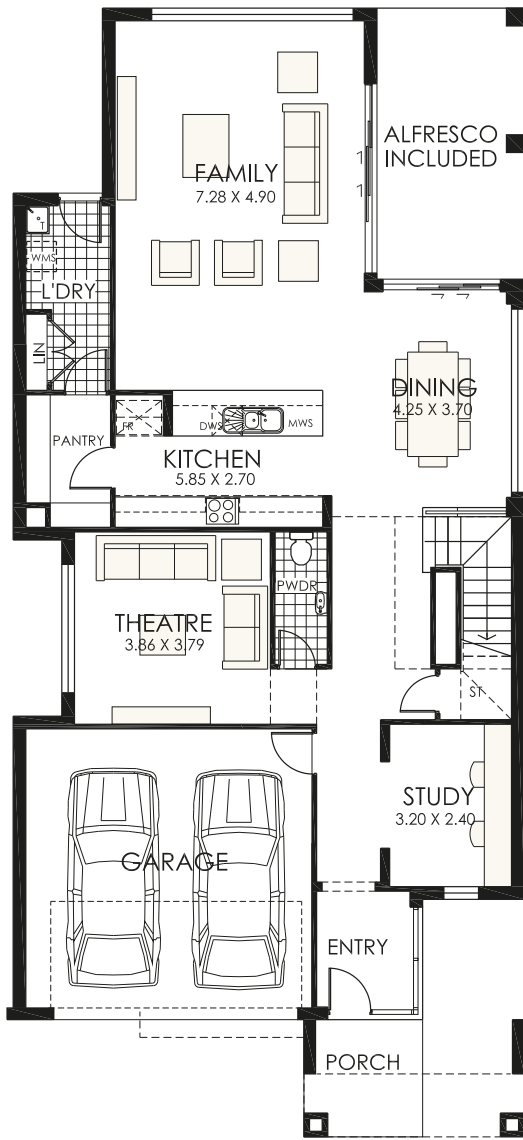 ALFRESCO
INCLUDED
FAMILY
7.28 X 4.90
T
WMS
L'DRY
LIN
DINING
4.25 X 3.70
FR
DWS
MWS
PANTRY
KITCHEN
5.85 X 2.70
PWDR
THEATRE
3.86 X 3.79
ST
STUDY
3.20 X 2.40
GARAGE
ENTRY
PORCH